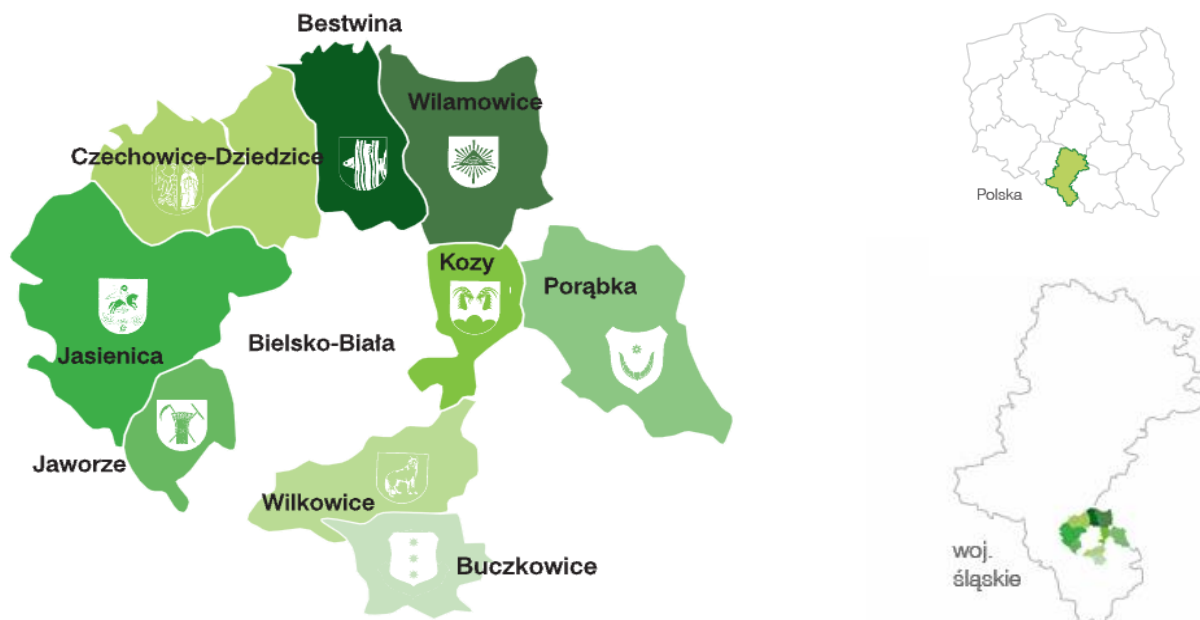 Bestwina
Wilamowice
Czechowice-Dziedzice
Kozy
Porąbka
Bielsko-Biała
Jasienica
Jaworze
Wilkowice
Buczkowice
Polska
woj.
śląskie